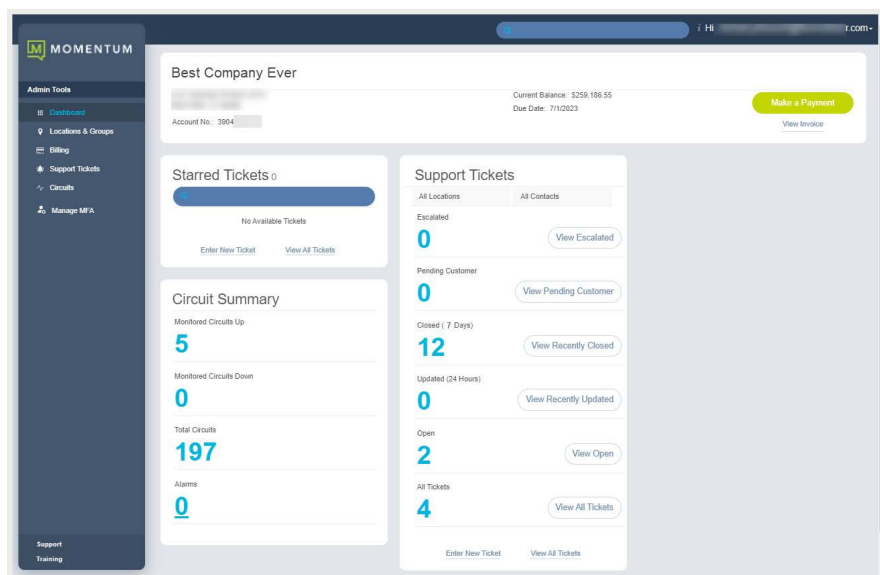 MOMENTUM
Hi
r.com
Admin Tools
Dashboard
Locations & Groups
Billing
Support Tickets
Circuits
Manage MFA
Support
Training
Best Company Ever
Account No.: 3904
Current Balance: $259,186.55
Due Date: 7/1/2023
Make a Payment
View Invoice
Starred Tickets 0
No Available Tickets
Enter New Ticket View All Tickets
Circuit Summary
Monitored Circuits Up
5
Monitored Circuits Down
0
Total Circuits
197
Alarms
0
Support Tickets
All Locations All Contacts
Escalated
0 View Escalated
Pending Customer
0 View Pending Customer
Closed ( 7 Days)
12 View Recently Closed
Updated (24 Hours)
0 View Recently Updated
Open
2 View Open
All Tickets
4 View All Tickets
Enter New Ticket View All Tickets